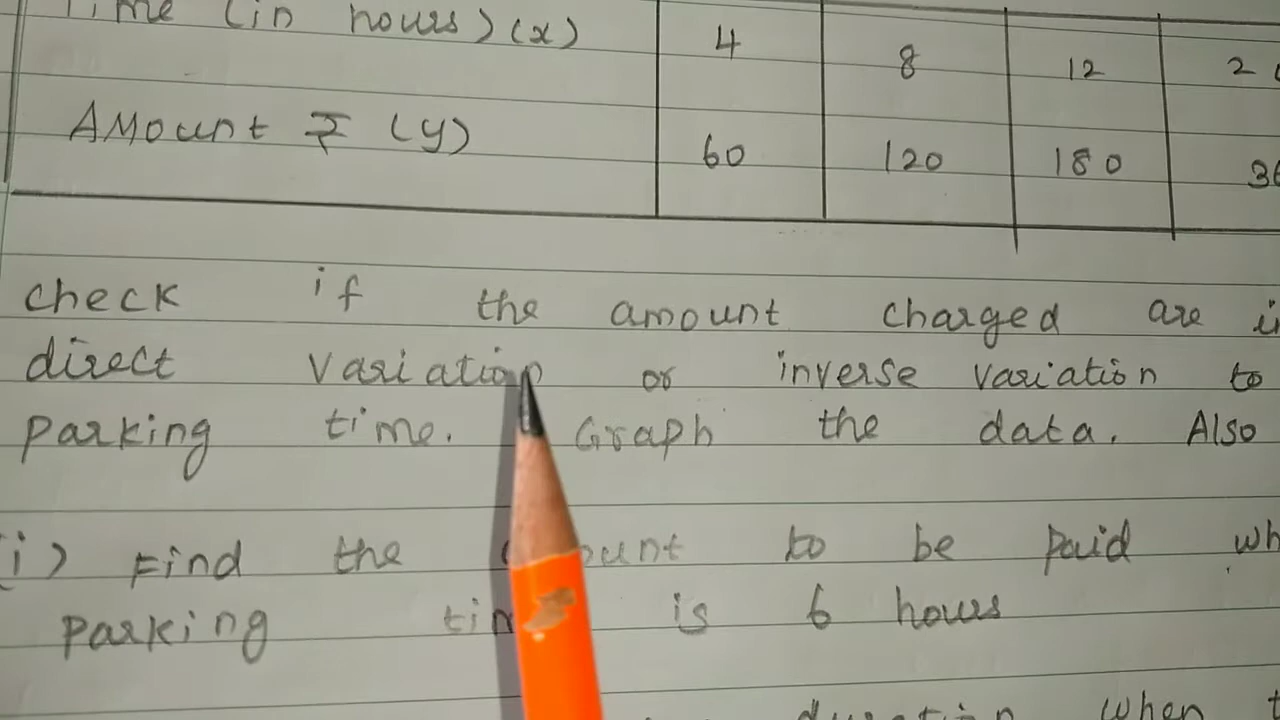 Time (in hours) (x) 4 8 12
Amount ₹ (y) 60 120 180
check if the amount charged are
direct variation or inverse variation to
parking time. Graph the data. Also
(i) Find the be paid
parking is 6 hours
when